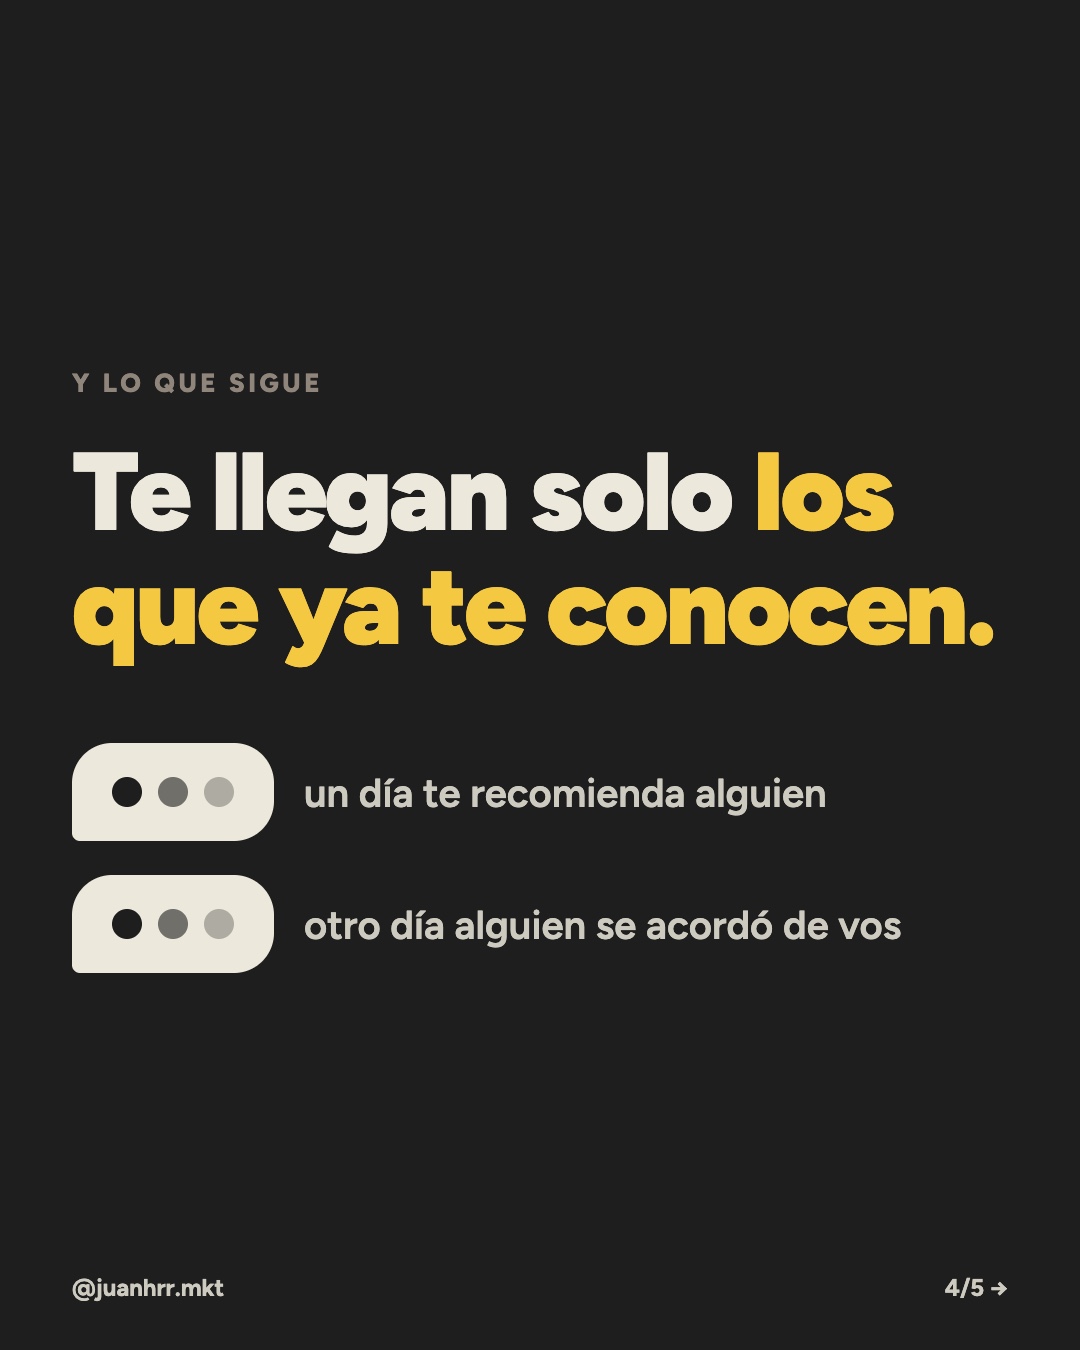 Y LO QUE SIGUE
Te llegan solo los
que ya te conocen.
un día te recomienda alguien
otro día alguien se acordó de vos
@juanhrr.mkt
4/5 →